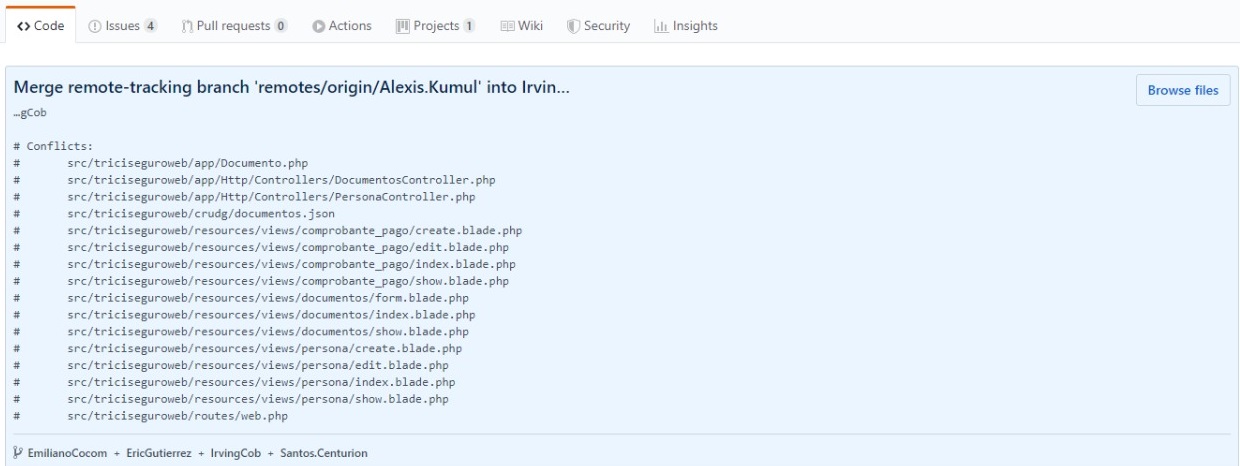 Code Issues 4 Pull requests 0 Actions Projects 1 Wiki Security Insights
Merge remote-tracking branch 'remotes/origin/Alexis.Kumul' into Irvin…
Browse files
…gCob
# Conflicts:
# src/triciseguroweb/app/Documento.php
# src/triciseguroweb/app/Http/Controllers/DocumentosController.php
# src/triciseguroweb/app/Http/Controllers/PersonaController.php
# src/triciseguroweb/crudg/documentos.json
# src/triciseguroweb/resources/views/comprobante_pago/create.blade.php
# src/triciseguroweb/resources/views/comprobante_pago/edit.blade.php
# src/triciseguroweb/resources/views/comprobante_pago/index.blade.php
# src/triciseguroweb/resources/views/comprobante_pago/show.blade.php
# src/triciseguroweb/resources/views/documentos/form.blade.php
# src/triciseguroweb/resources/views/documentos/index.blade.php
# src/triciseguroweb/resources/views/documentos/show.blade.php
# src/triciseguroweb/resources/views/persona/create.blade.php
# src/triciseguroweb/resources/views/persona/edit.blade.php
# src/triciseguroweb/resources/views/persona/index.blade.php
# src/triciseguroweb/resources/views/persona/show.blade.php
# src/triciseguroweb/routes/web.php
EmilianoCocom + EricGutierrez + IrvingCob + Santos.Centurion